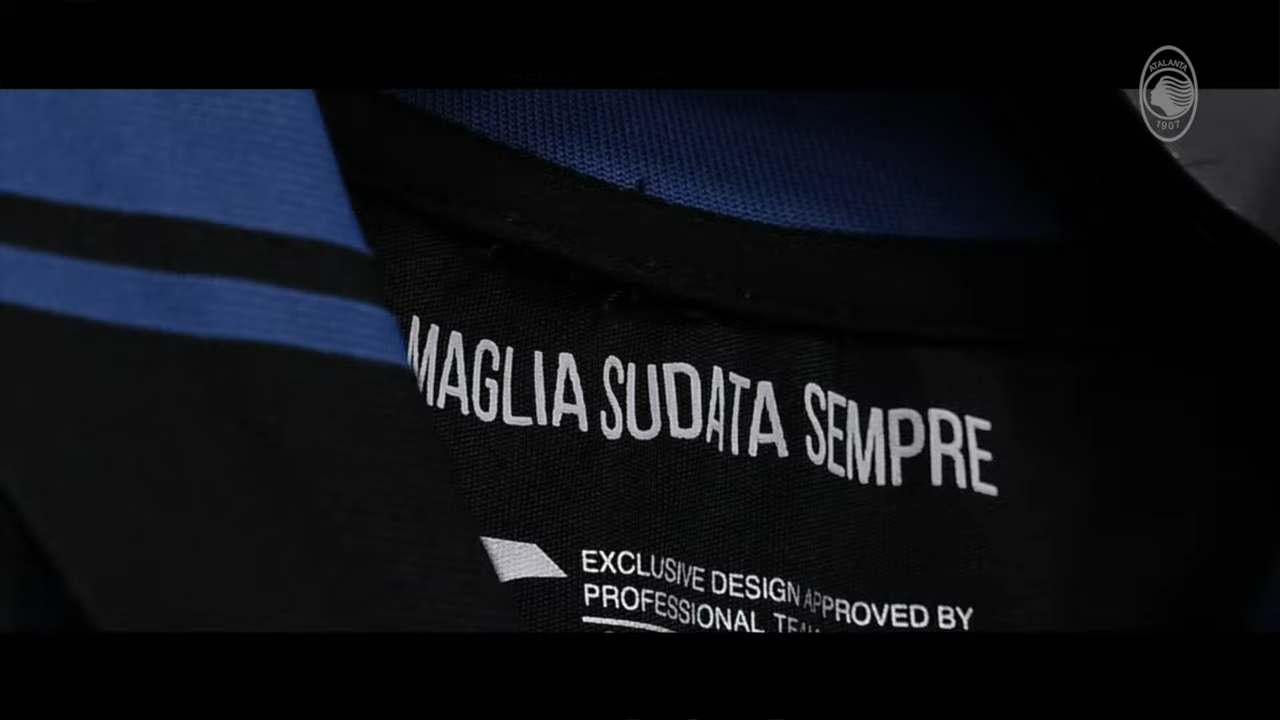 ATALANTA
1907
MAGLIA SUDATA SEMPRE
EXCLUSIVE DESIGN APPROVED BY
PROFESSIONAL